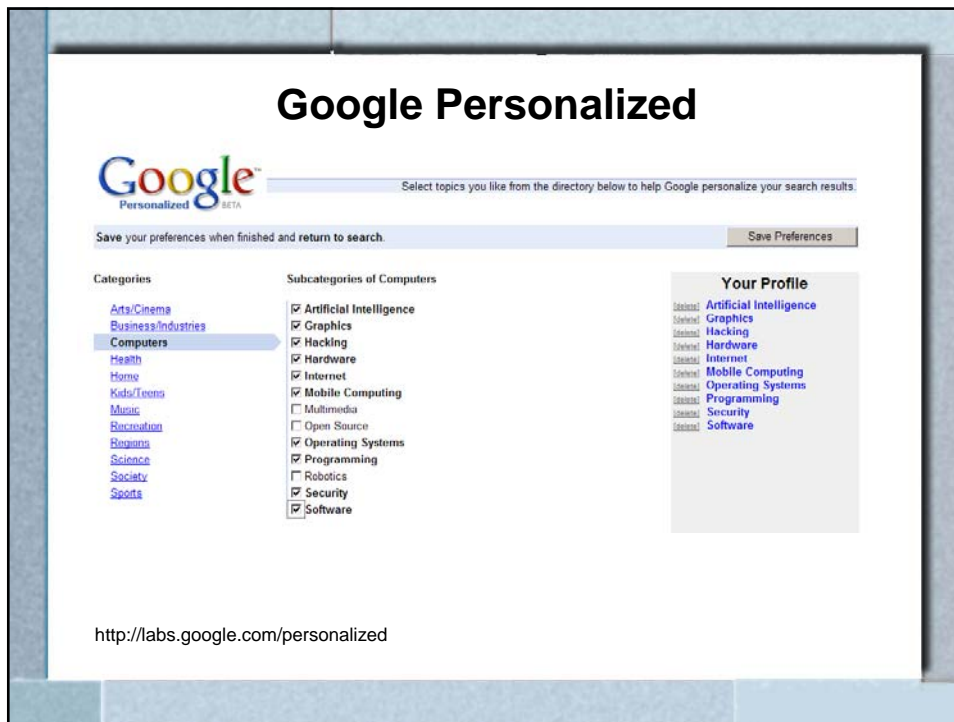 Google Personalized
Google™
Personalized BETA
Select topics you like from the directory below to help Google personalize your search results.
Save your preferences when finished and return to search.
Save Preferences
Categories
Arts/Cinema
Business/Industries
Computers
Health
Home
Kids/Teens
Music
Recreation
Regions
Science
Society
Sports
Subcategories of Computers
Artificial Intelligence
Graphics
Hacking
Hardware
Internet
Mobile Computing
Multimedia
Open Source
Operating Systems
Programming
Robotics
Security
Software
Your Profile
[delete] Artificial Intelligence
[delete] Graphics
[delete] Hacking
[delete] Hardware
[delete] Internet
[delete] Mobile Computing
[delete] Operating Systems
[delete] Programming
[delete] Security
[delete] Software
http://labs.google.com/personalized